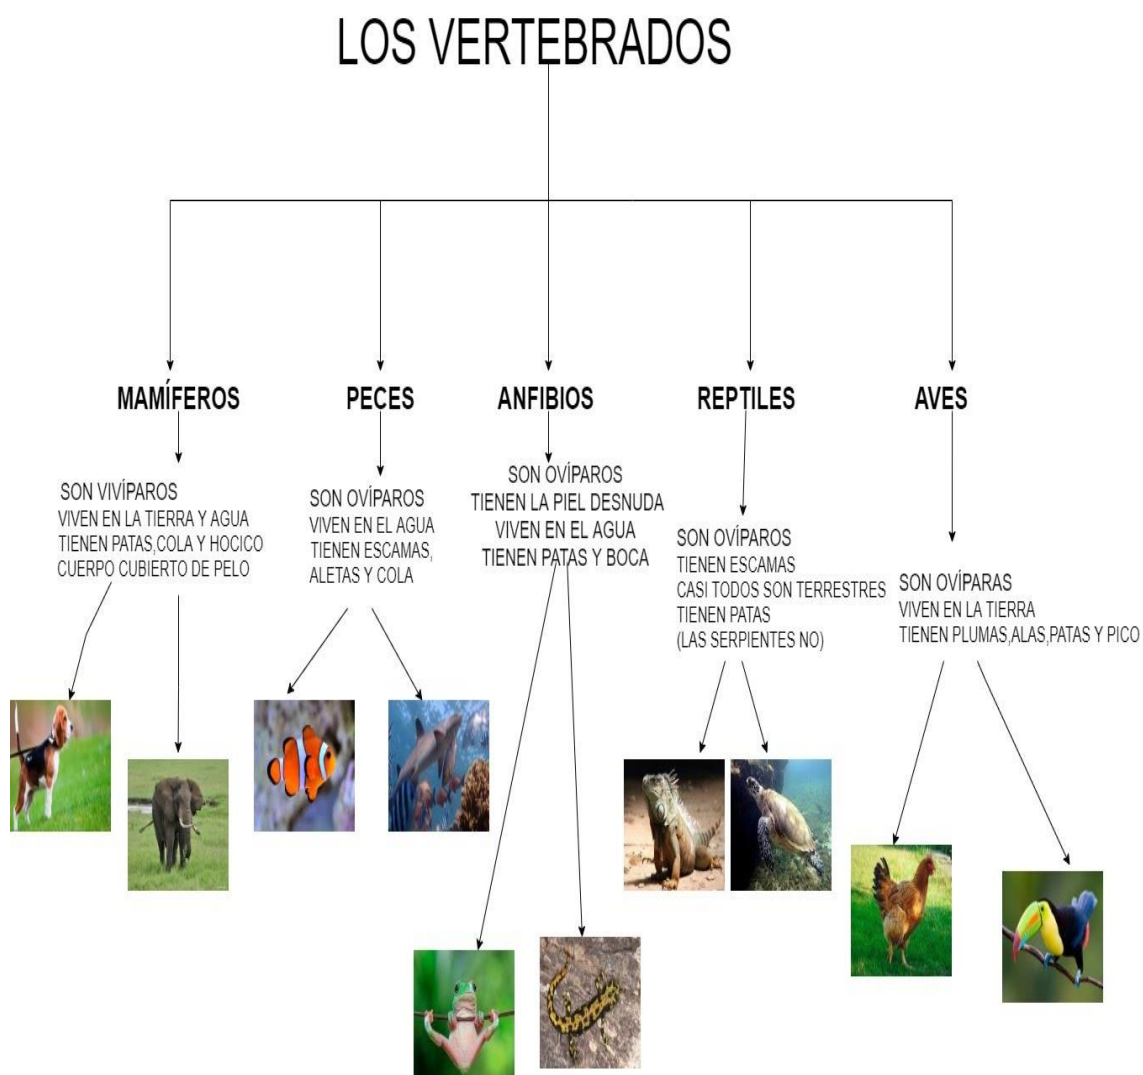 LOS VERTEBRADOS
MAMÍFEROS
SON VIVÍPAROS
VIVEN EN LA TIERRA Y AGUA
TIENEN PATAS,COLA Y HOCICO
CUERPO CUBIERTO DE PELO
PECES
SON OVÍPAROS
VIVEN EN EL AGUA
TIENEN ESCAMAS,
ALETAS Y COLA
ANFIBIOS
SON OVÍPAROS
TIENEN LA PIEL DESNUDA
VIVEN EN EL AGUA
TIENEN PATAS Y BOCA
REPTILES
SON OVÍPAROS
TIENEN ESCAMAS
CASI TODOS SON TERRESTRES
TIENEN PATAS
(LAS SERPIENTES NO)
AVES
SON OVÍPARAS
VIVEN EN LA TIERRA
TIENEN PLUMAS,ALAS,PATAS Y PICO